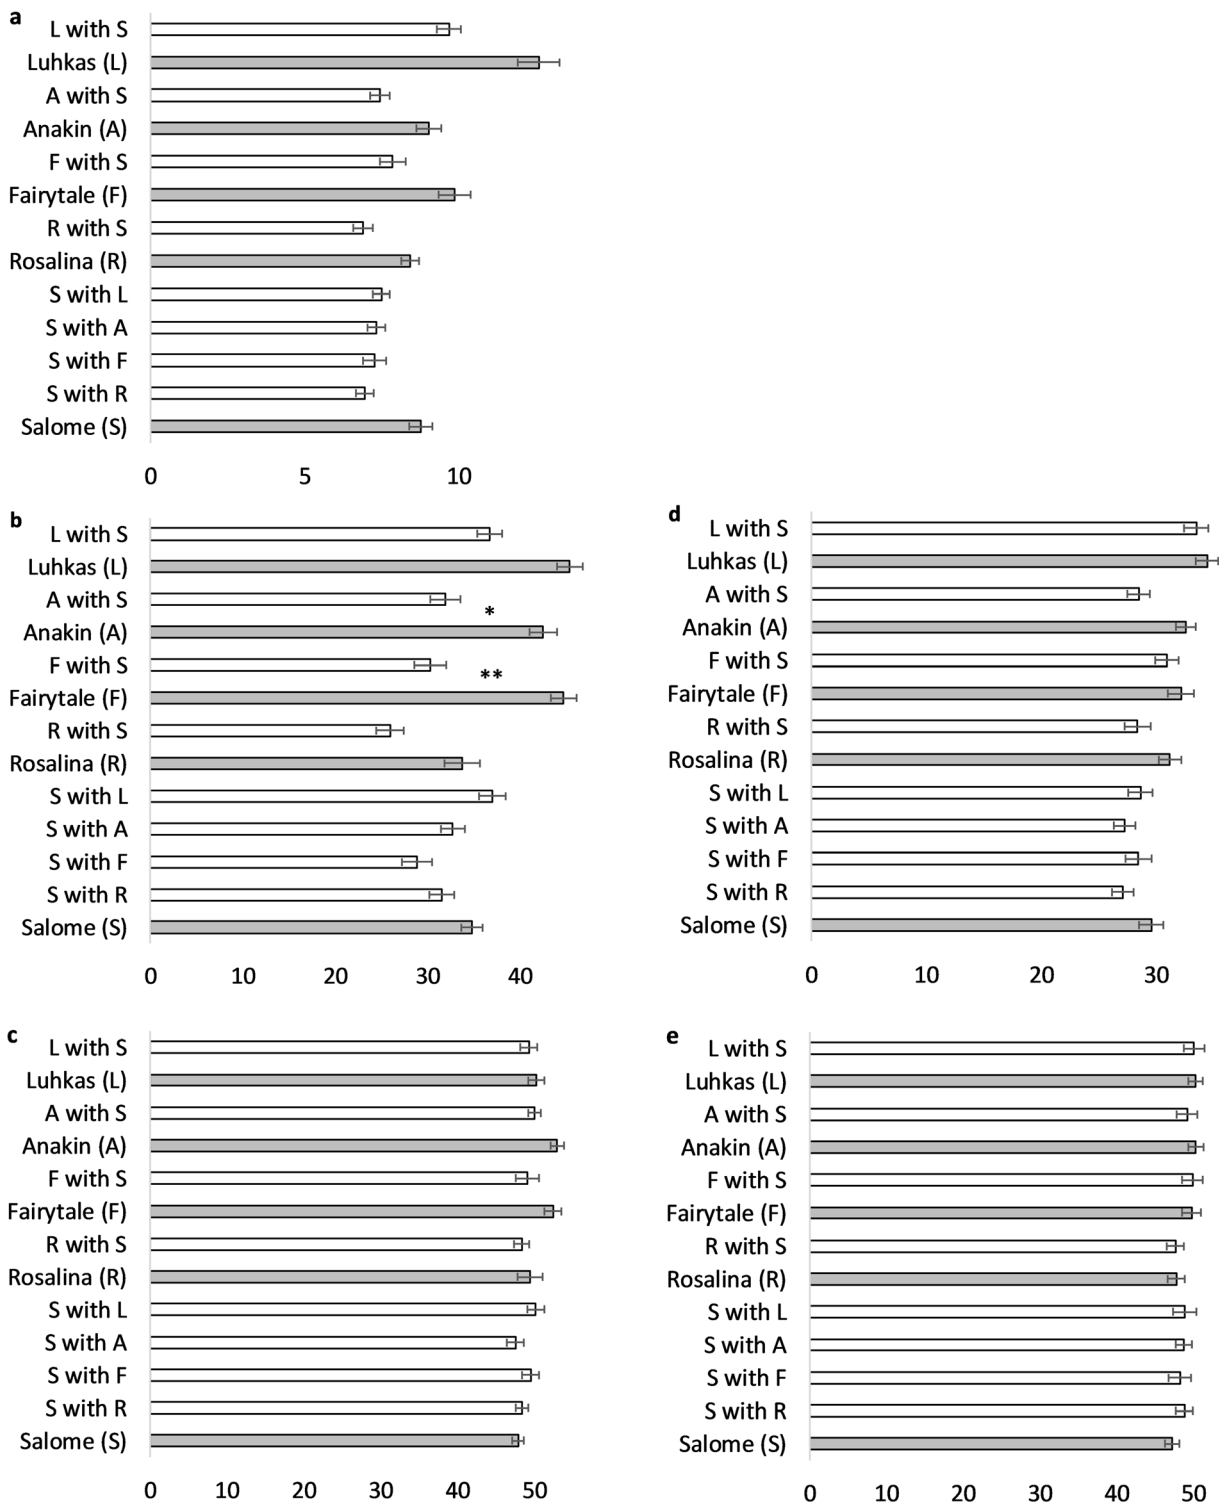 a
L with S
Luhkas (L)
A with S
Anakin (A)
F with S
Fairytale (F)
R with S
Rosalina (R)
S with L
S with A
S with F
S with R
Salome (S)
0 5 10
b
L with S
Luhkas (L)
A with S
*
Anakin (A)
F with S
**
Fairytale (F)
R with S
Rosalina (R)
S with L
S with A
S with F
S with R
Salome (S)
0 10 20 30 40
d
L with S
Luhkas (L)
A with S
Anakin (A)
F with S
Fairytale (F)
R with S
Rosalina (R)
S with L
S with A
S with F
S with R
Salome (S)
0 10 20 30
c
L with S
Luhkas (L)
A with S
Anakin (A)
F with S
Fairytale (F)
R with S
Rosalina (R)
S with L
S with A
S with F
S with R
Salome (S)
0 10 20 30 40 50
e
L with S
Luhkas (L)
A with S
Anakin (A)
F with S
Fairytale (F)
R with S
Rosalina (R)
S with L
S with A
S with F
S with R
Salome (S)
0 10 20 30 40 50